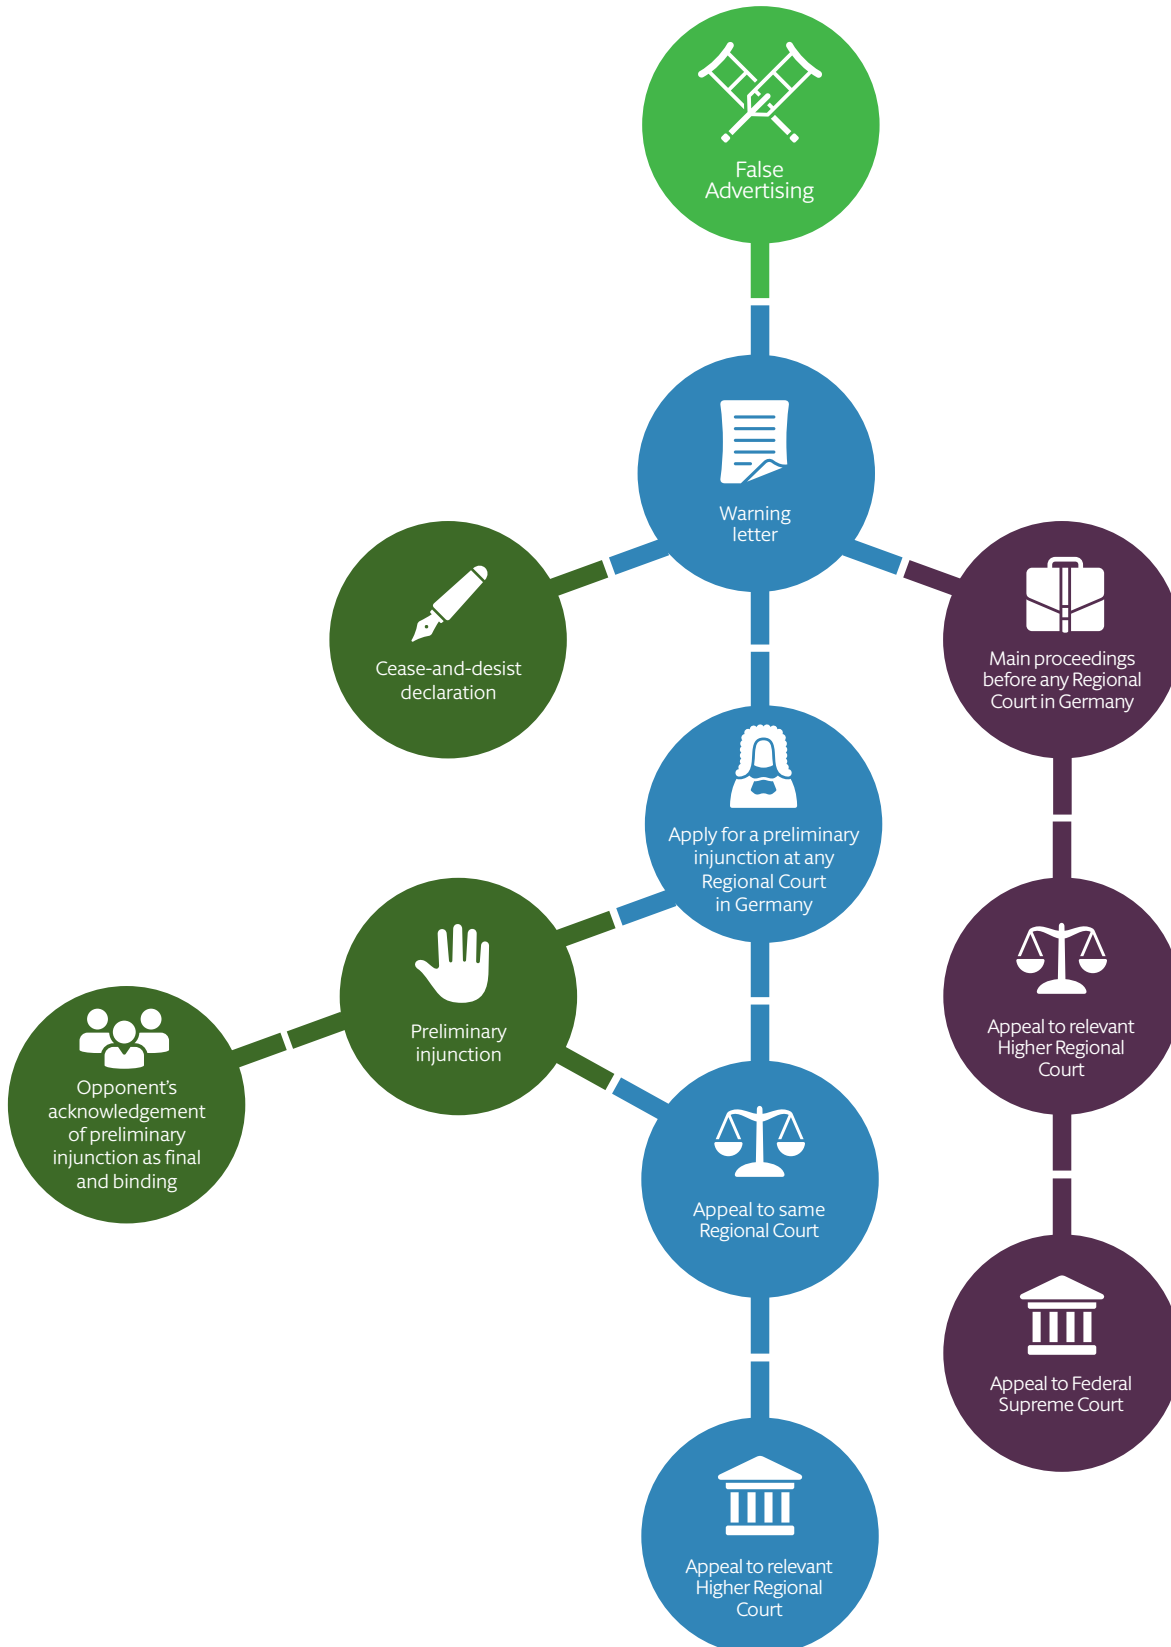 False
Advertising
Warning
letter
Cease-and-desist
declaration
Main proceedings
before any Regional
Court in Germany
Apply for a preliminary
injunction at any
Regional Court
in Germany
Preliminary
injunction
Appeal to relevant
Higher Regional
Court
Opponent’s
acknowledgement
of preliminary
injunction as final
and binding
Appeal to same
Regional Court
Appeal to Federal
Supreme Court
Appeal to relevant
Higher Regional
Court